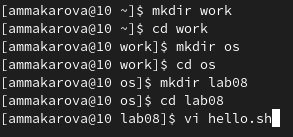 [ammakarova@10 ~]$ mkdir work
[ammakarova@10 ~]$ cd work
[ammakarova@10 work]$ mkdir os
[ammakarova@10 work]$ cd os
[ammakarova@10 os]$ mkdir lab08
[ammakarova@10 os]$ cd lab08
[ammakarova@10 lab08]$ vi hello.sh